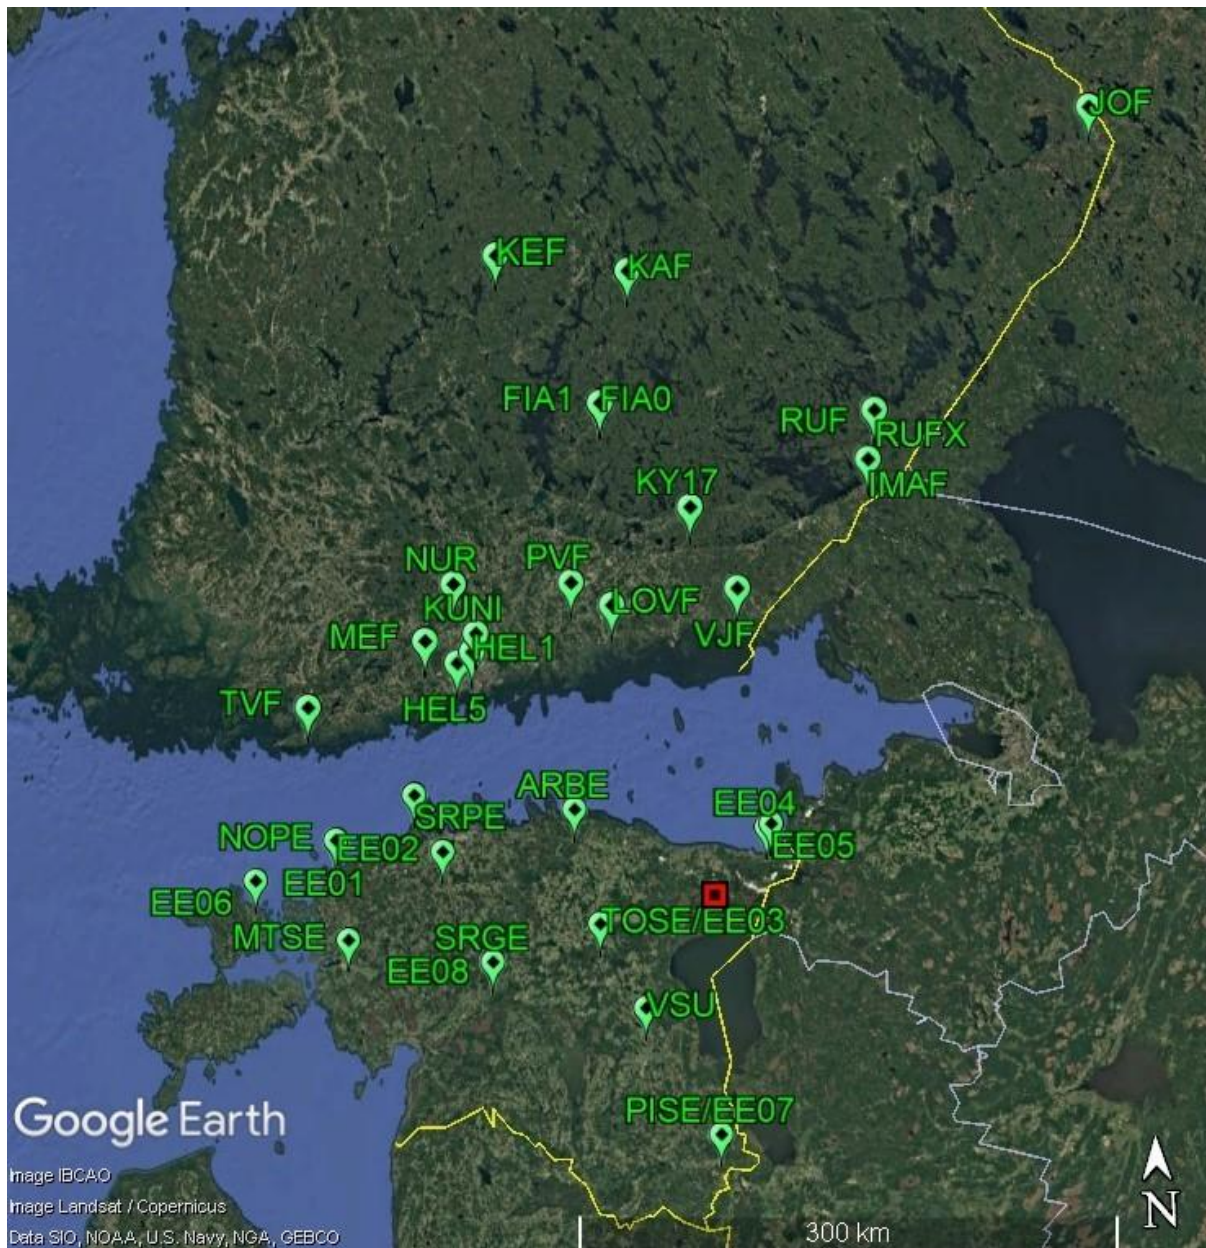 JOF
KEF
KAF
FIA1
FIA0
RUF
RUFX
IMAF
KY17
NUR
PVF
KUNI
LOVF
MEF
HEL1
VJF
TVF
HEL5
ARBE
EE04
SRPE
NOPE
EE02
EE05
EE01
EE06
TOSE/EE03
MTSE
SRGE
EE08
VSU
PISE/EE07
Google Earth
Image IBCAO
Image Landsat / Copernicus
Data SIO, NOAA, U.S. Navy, NGA, GEBCO
300 km
N